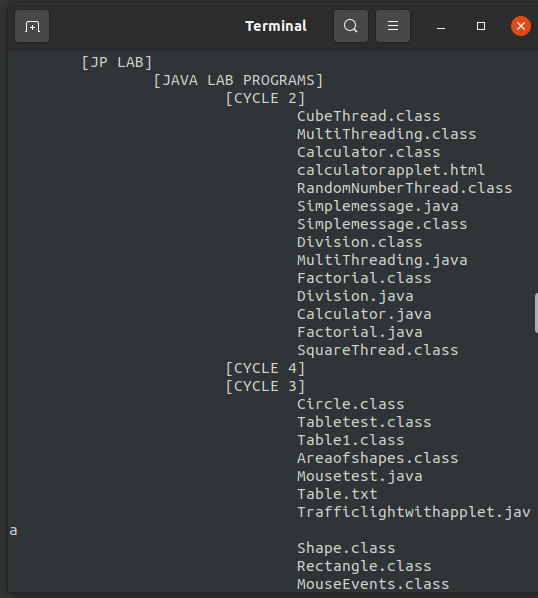 Terminal
[JP LAB]
[JAVA LAB PROGRAMS]
[CYCLE 2]
CubeThread.class
MultiThreading.class
Calculator.class
calculatorapplet.html
RandomNumberThread.class
Simplemessage.java
Simplemessage.class
Division.class
MultiThreading.java
Factorial.class
Division.java
Calculator.java
Factorial.java
SquareThread.class
[CYCLE 4]
[CYCLE 3]
Circle.class
Tabletest.class
Table1.class
Areaofshapes.class
Mousetest.java
Table.txt
Trafficlightwithapplet.jav
a
Shape.class
Rectangle.class
MouseEvents.class